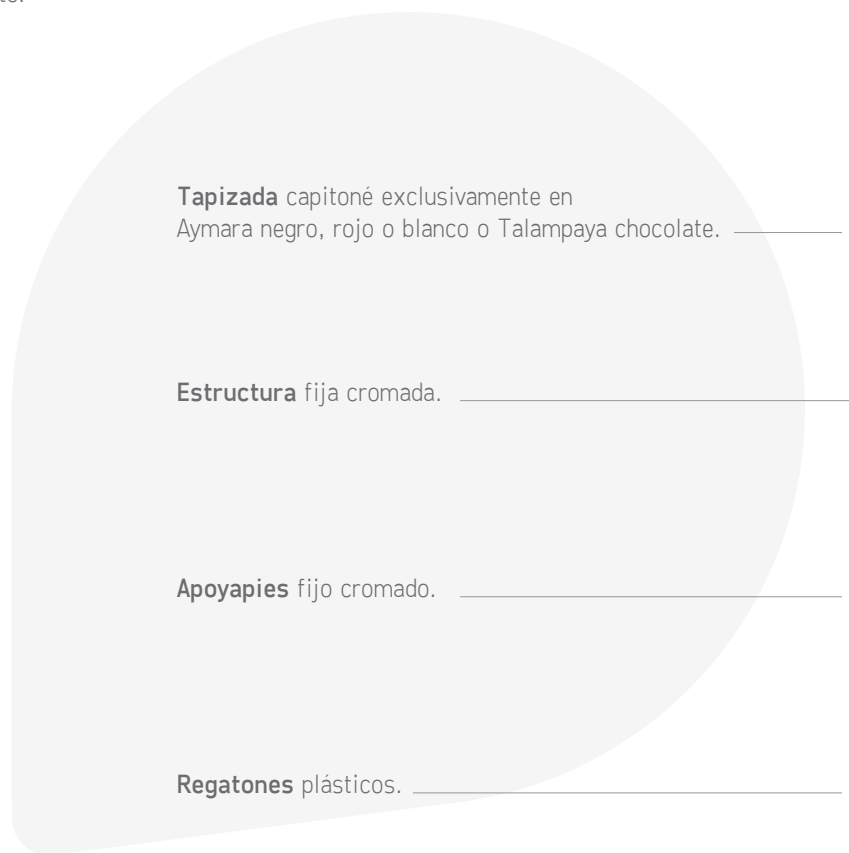 Tapizada capitoné exclusivamente en
Aymara negro, rojo o blanco o Talampaya chocolate.
Estructura fija cromada.
Apoyapies fijo cromado.
Regatones plásticos.